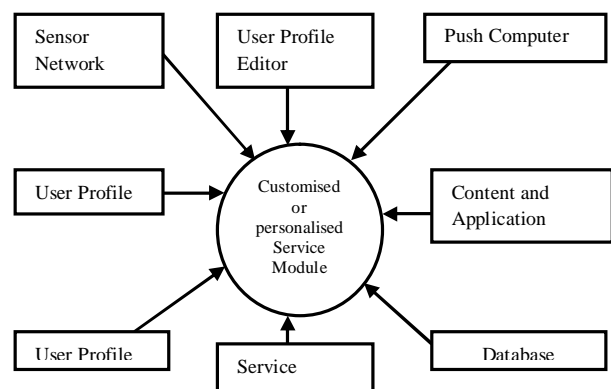 Sensor
Network
User Profile
Editor
Push Computer
User Profile
Customised
or
personalised
Service
Module
Content and
Application
User Profile
Service
Database